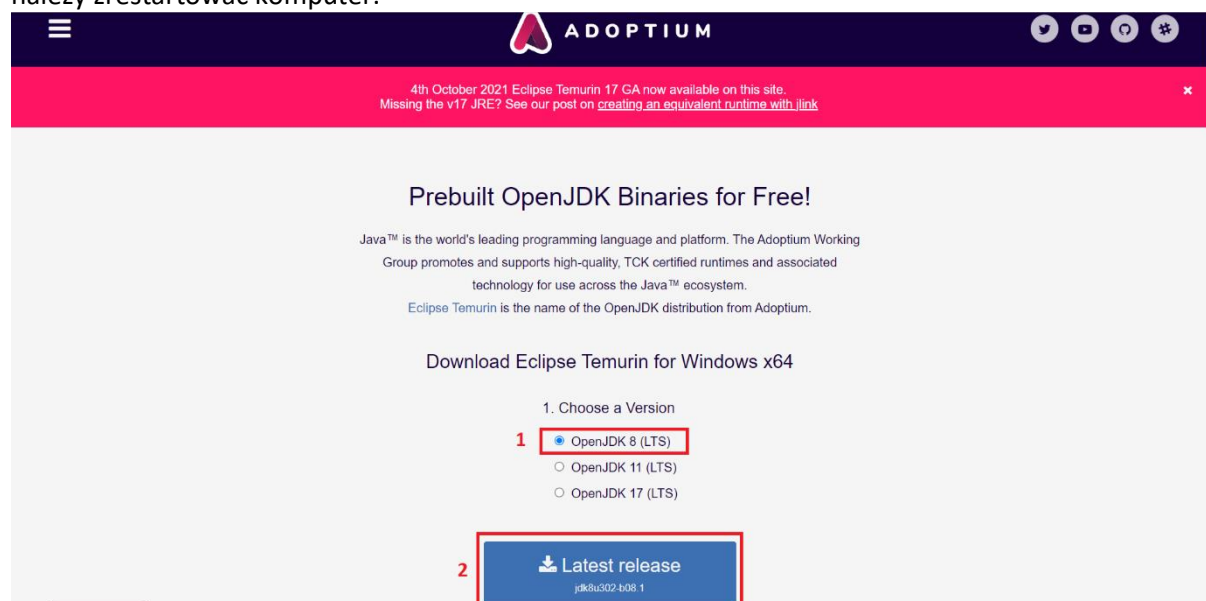 należy zrestartować komputer.
ADOPTIUM
4th October 2021 Eclipse Temurin 17 GA now available on this site.
Missing the v17 JRE? See our post on creating an equivalent runtime with jlink
×
Prebuilt OpenJDK Binaries for Free!
Java™ is the world's leading programming language and platform. The Adoptium Working
Group promotes and supports high-quality, TCK certified runtimes and associated
technology for use across the Java™ ecosystem.
Eclipse Temurin is the name of the OpenJDK distribution from Adoptium.
Download Eclipse Temurin for Windows x64
1. Choose a Version
1 OpenJDK 8 (LTS)
OpenJDK 11 (LTS)
OpenJDK 17 (LTS)
2 Latest release
jdk8u302-b08.1